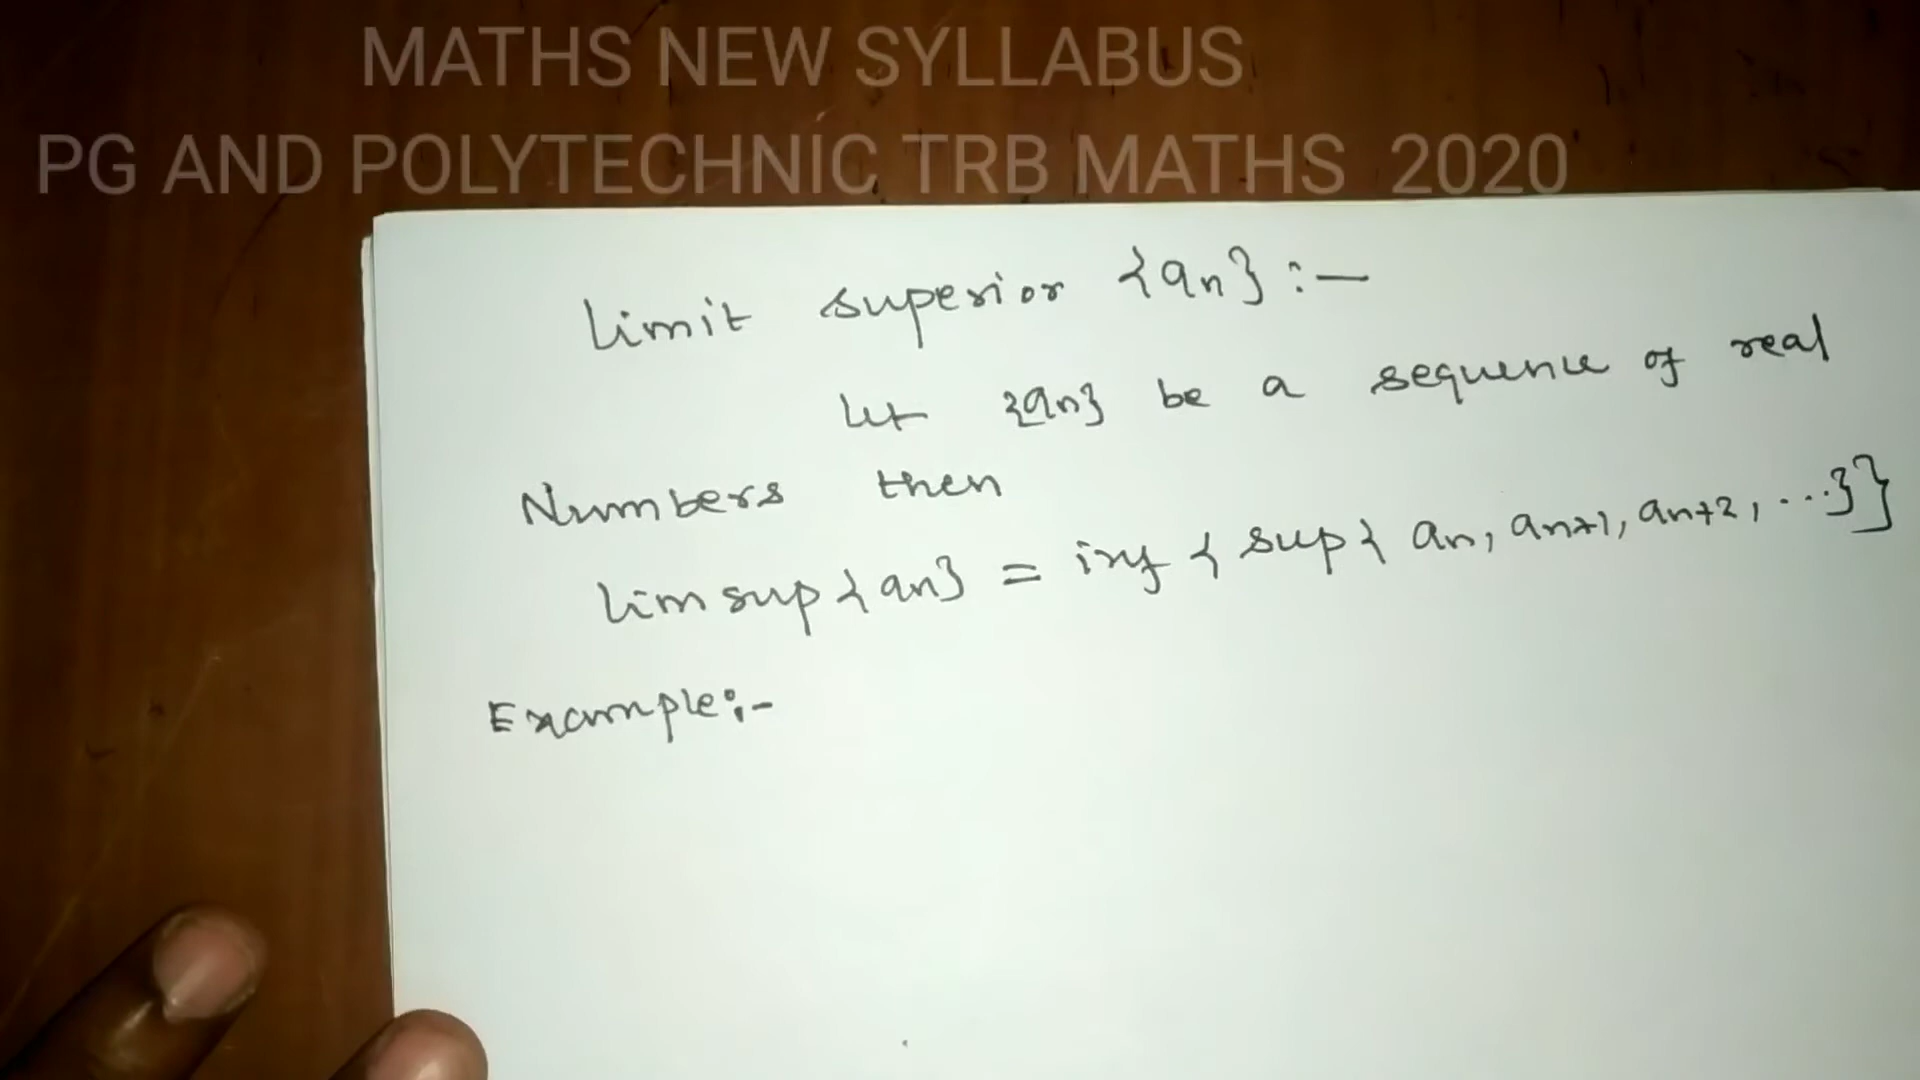 MATHS NEW SYLLABUS
PG AND POLYTECHNIC TRB MATHS 2020
Limit superior {an} :-
Let {an} be a sequence of real
Numbers then
lim sup {an} = inf { sup { an, an+1, an+2, ...}}
Example:-